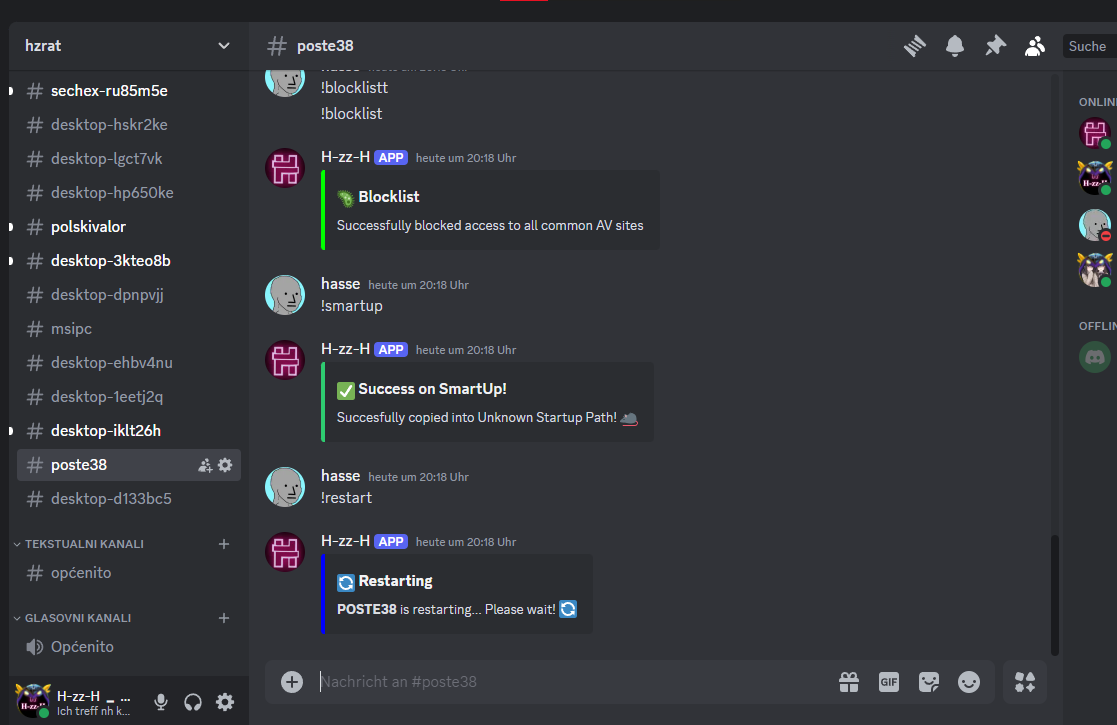 hzrat
poste38
Suche
sechex-ru85m5e
desktop-hskr2ke
desktop-lgct7vk
desktop-hp650ke
polskivalor
desktop-3kteo8b
desktop-dpnpvjj
msipc
desktop-ehbv4nu
desktop-1eetj2q
desktop-iklt26h
poste38
desktop-d133bc5
TEKSTUALNI KANALI
općenito
GLASOVNI KANALI
Općenito
H-zz-H _ ...
Ich treff nh k...
!blocklistt
!blocklist
H-zz-H APP heute um 20:18 Uhr
Blocklist
Successfully blocked access to all common AV sites
hasse heute um 20:18 Uhr
!smartup
H-zz-H APP heute um 20:18 Uhr
Success on SmartUp!
Succesfully copied into Unknown Startup Path!
hasse heute um 20:18 Uhr
!restart
H-zz-H APP heute um 20:18 Uhr
Restarting
POSTE38 is restarting... Please wait!
Nachricht an #poste38
GIF
ONLIN
OFFLIN